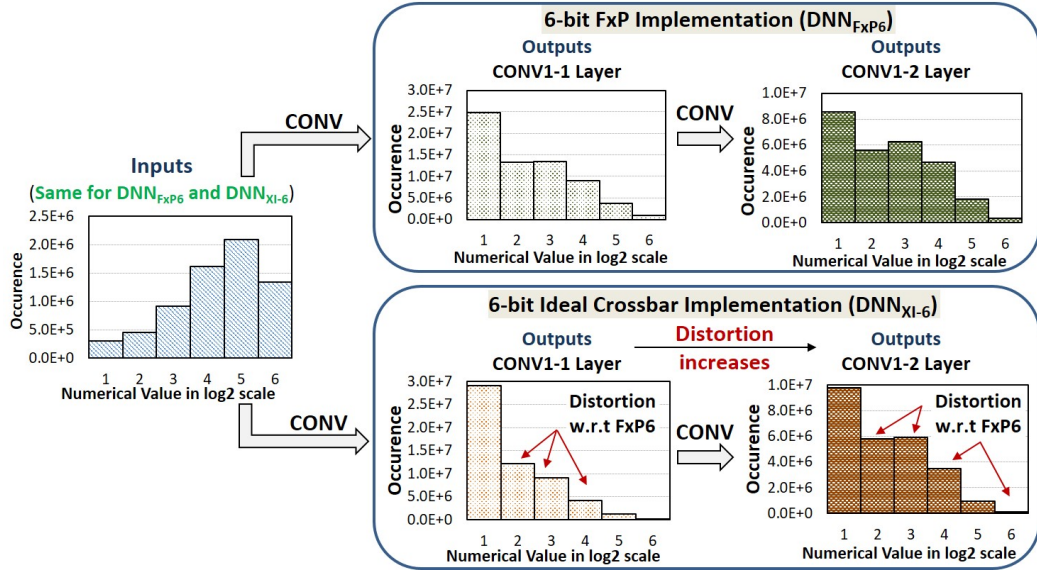 6-bit FxP Implementation (DNN_FxP6)
Outputs
CONV1-1 Layer
Occurence
3.0E+7
2.5E+7
2.0E+7
1.5E+7
1.0E+7
5.0E+6
0.0E+0
1 2 3 4 5 6
Numerical Value in log2 scale
CONV
Outputs
CONV1-2 Layer
Occurence
1.0E+7
8.0E+6
6.0E+6
4.0E+6
2.0E+6
0.0E+0
1 2 3 4 5 6
Numerical Value in log2 scale
CONV
Inputs
(Same for DNN_FxP6 and DNN_XI-6)
Occurence
2.5E+6
2.0E+6
1.5E+6
1.0E+6
5.0E+5
0.0E+0
1 2 3 4 5 6
Numerical Value in log2 scale
CONV
6-bit Ideal Crossbar Implementation (DNN_XI-6)
Outputs
CONV1-1 Layer
Distortion
increases
Outputs
CONV1-2 Layer
Occurence
3.0E+7
2.5E+7
2.0E+7
1.5E+7
1.0E+7
5.0E+6
0.0E+0
Distortion
w.r.t FxP6
1 2 3 4 5 6
Numerical Value in log2 scale
CONV
Occurence
1.0E+7
8.0E+6
6.0E+6
4.0E+6
2.0E+6
0.0E+0
Distortion
w.r.t FxP6
1 2 3 4 5 6
Numerical Value in log2 scale